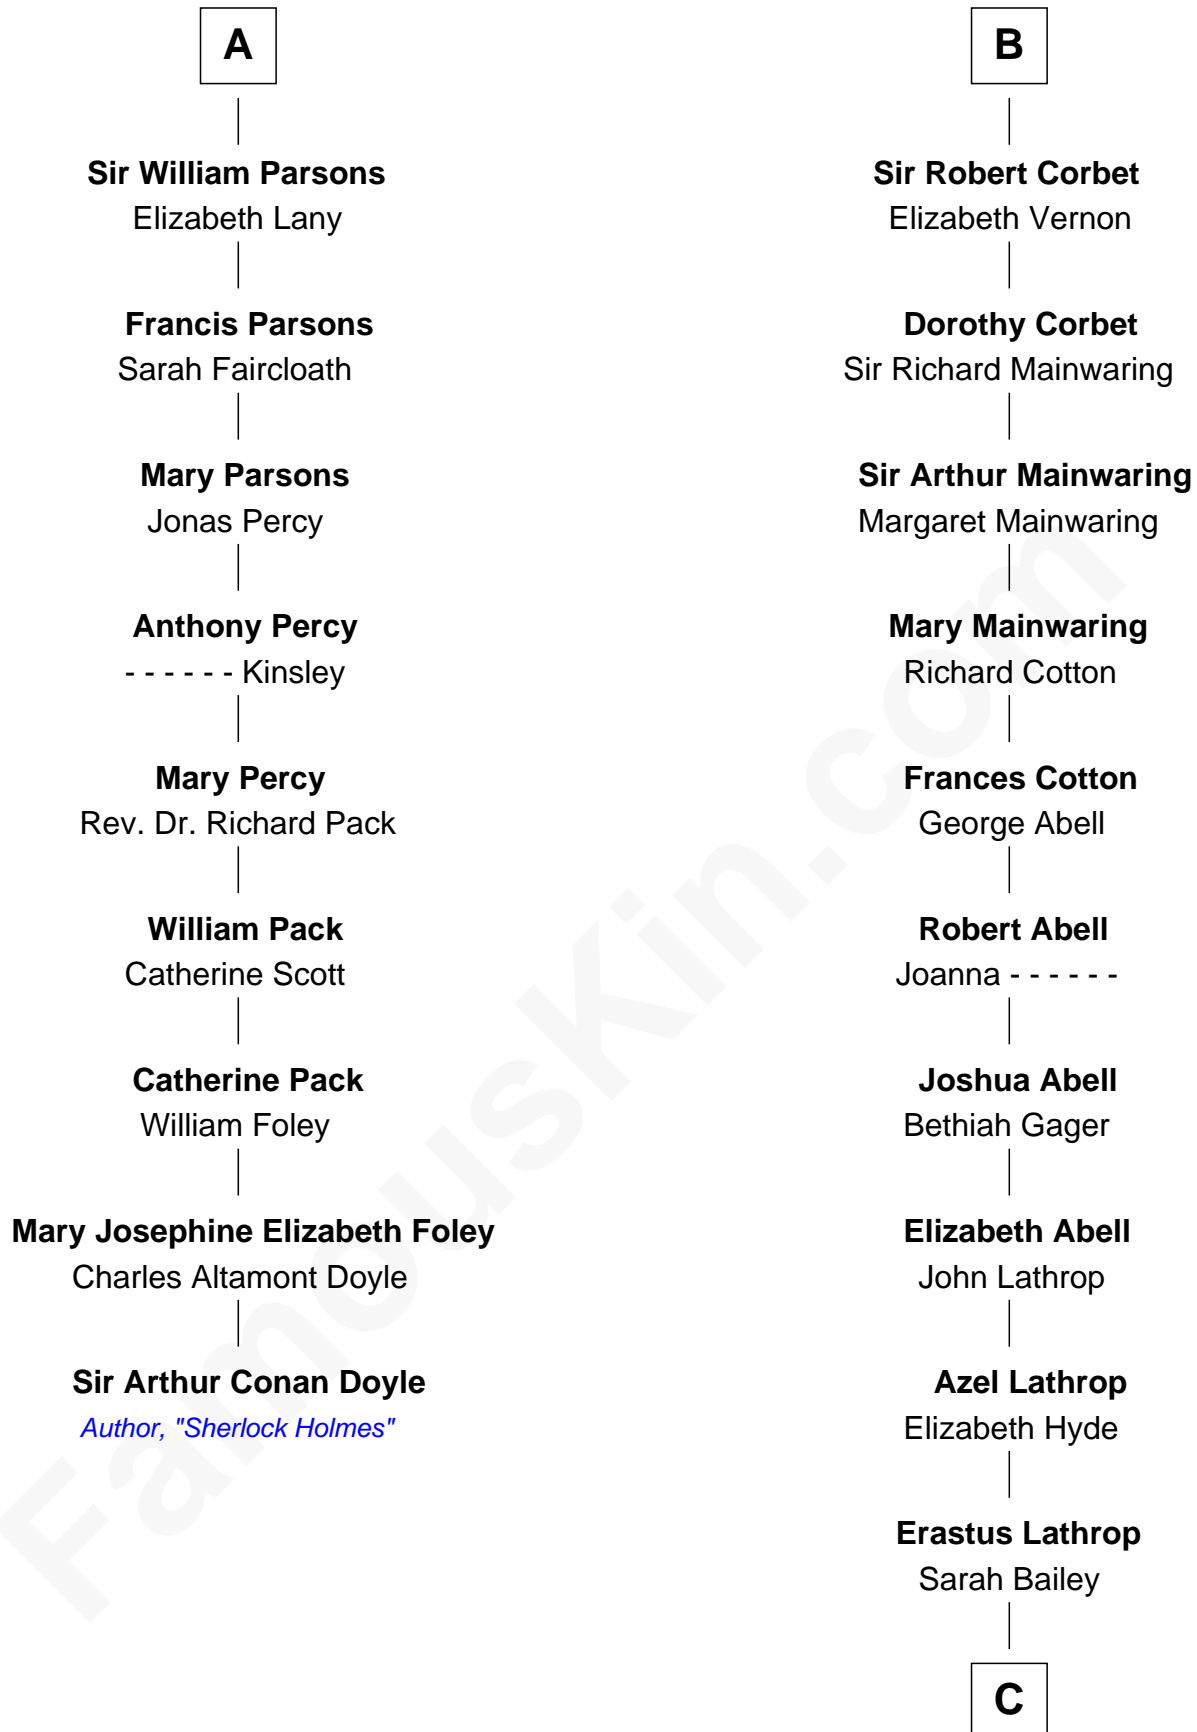 A
Sir William Parsons
Elizabeth Lany
Francis Parsons
Sarah Faircloath
Mary Parsons
Jonas Percy
Anthony Percy
- - - - - - Kinsley
Mary Percy
Rev. Dr. Richard Pack
William Pack
Catherine Scott
Catherine Pack
William Foley
Mary Josephine Elizabeth Foley
Charles Altamont Doyle
Sir Arthur Conan Doyle
Author, "Sherlock Holmes"
B
Sir Robert Corbet
Elizabeth Vernon
Dorothy Corbet
Sir Richard Mainwaring
Sir Arthur Mainwaring
Margaret Mainwaring
Mary Mainwaring
Richard Cotton
Frances Cotton
George Abell
Robert Abell
Joanna - - - - - -
Joshua Abell
Bethiah Gager
Elizabeth Abell
John Lathrop
Azel Lathrop
Elizabeth Hyde
Erastus Lathrop
Sarah Bailey
C
FamousKin.com